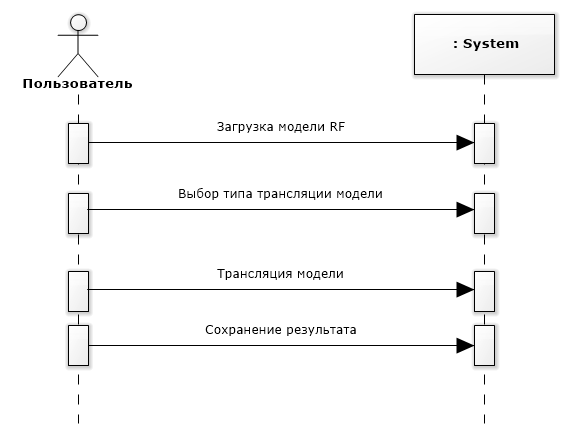 : System
Пользователь
Загрузка модели RF
Выбор типа трансляции модели
Трансляция модели
Сохранение результата